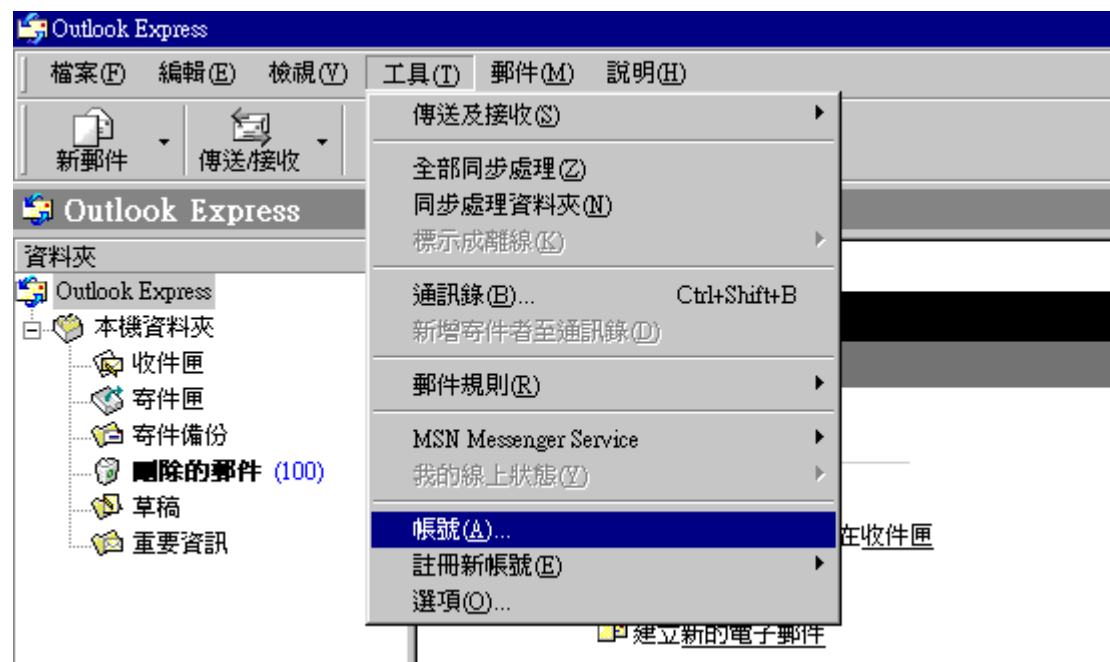 Outlook Express
檔案(F) 編輯(E) 檢視(V) 工具(T) 郵件(M) 說明(H)
新郵件 傳送/接收
Outlook Express
資料夾
Outlook Express
本機資料夾
收件匣
寄件匣
寄件備份
刪除的郵件 (100)
草稿
重要資訊
傳送及接收(S)
全部同步處理(Z)
同步處理資料夾(N)
標示成離線(K)
通訊錄(B)... Ctrl+Shift+B
新增寄件者至通訊錄(D)
郵件規則(R)
MSN Messenger Service
我的線上狀態(Y)
帳號(A)...
註冊新帳號(E)
選項(O)...
在收件匣
建立新的電子郵件